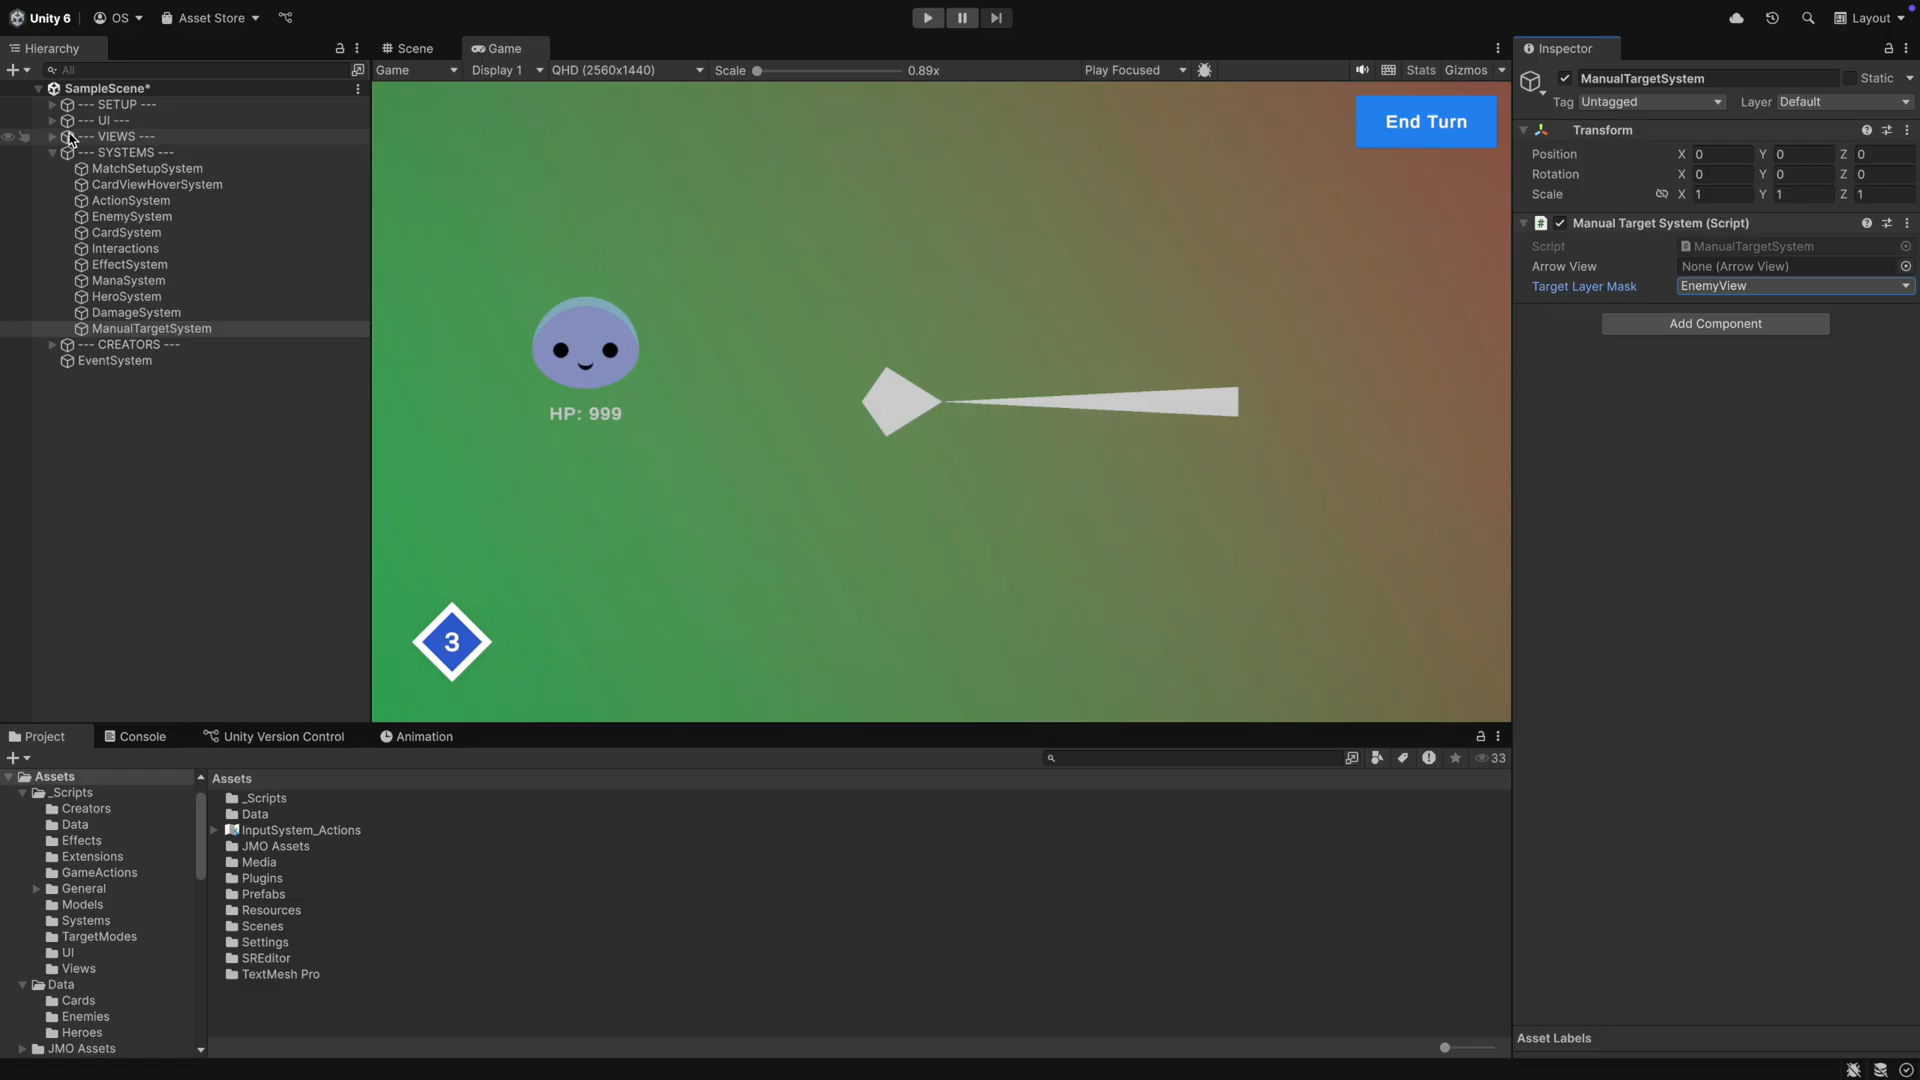 Unity 6 OS Asset Store Layout
Hierarchy
All
SampleScene*
--- SETUP ---
--- UI ---
--- VIEWS ---
--- SYSTEMS ---
MatchSetupSystem
CardViewHoverSystem
ActionSystem
EnemySystem
CardSystem
Interactions
EffectSystem
ManaSystem
HeroSystem
DamageSystem
ManualTargetSystem
--- CREATORS ---
EventSystem
Scene Game
Game Display 1 QHD (2560x1440) Scale 0.89x Play Focused Stats Gizmos
End Turn
HP: 999
3
Inspector
ManualTargetSystem Static
Tag Untagged Layer Default
Transform
Position X 0 Y 0 Z 0
Rotation X 0 Y 0 Z 0
Scale X 1 Y 1 Z 1
# Manual Target System (Script)
Script ManualTargetSystem
Arrow View None (Arrow View)
Target Layer Mask EnemyView
Add Component
Asset Labels
Project Console Unity Version Control Animation
33
Assets
_Scripts
Creators
Data
Effects
Extensions
GameActions
General
Models
Systems
TargetModes
UI
Views
Data
Cards
Enemies
Heroes
JMO Assets
Assets
_Scripts
Data
InputSystem_Actions
JMO Assets
Media
Plugins
Prefabs
Resources
Scenes
Settings
SREditor
TextMesh Pro